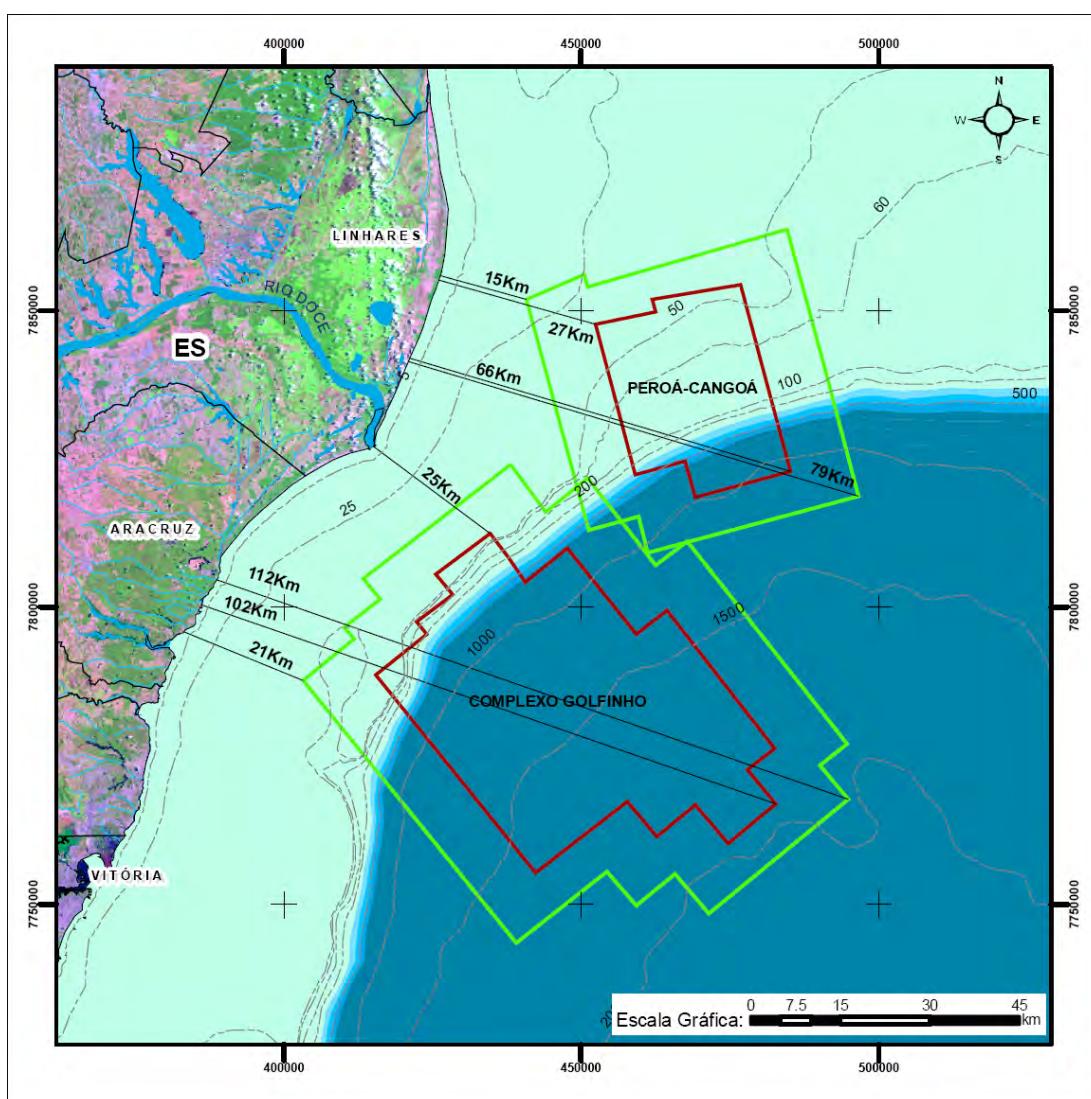 400000
450000
500000
N
W
E
S
60
LINHARES
7850000
15Km
7850000
RIO DOCE
50
27Km
ES
66Km
PEROÁ-CANGOÁ
100
500
5
79Km
25Km
200
25
ARACRUZ
112Km
7800000
102Km
1500
7800000
1000
21Km
COMPLEXO GOLFINHO
VITÓRIA
7750000
7750000
0 7.5 15 30 45
Escala Gráfica:
km
400000
450000
500000